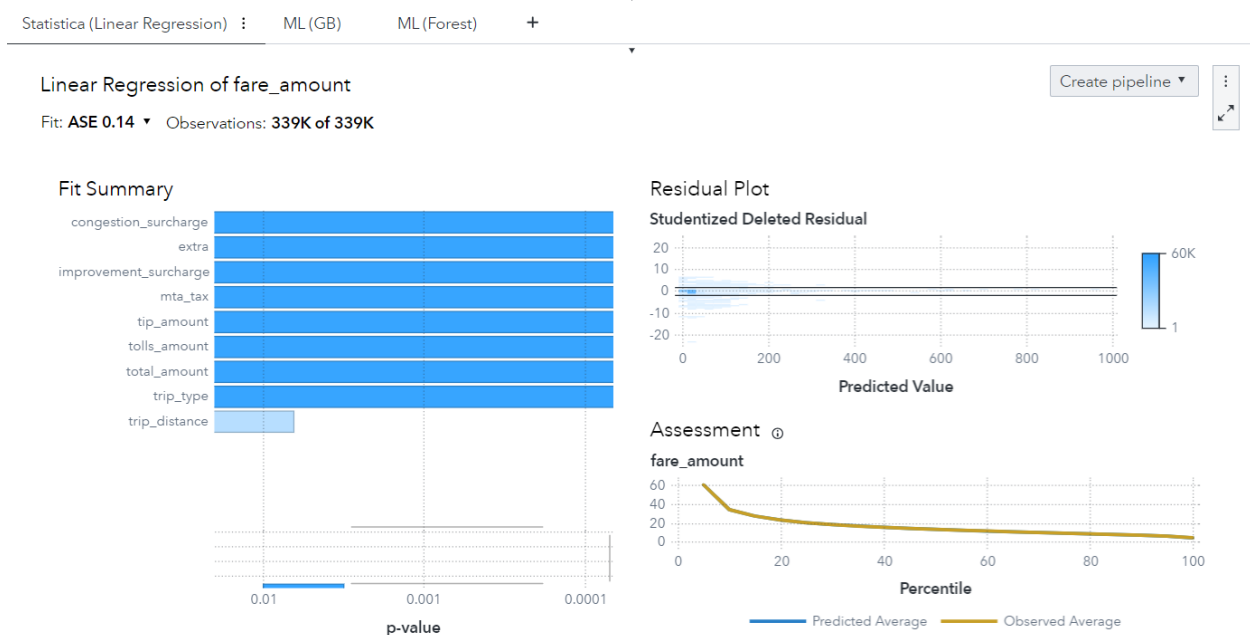 Statistica (Linear Regression) ML (GB) ML (Forest) +
Linear Regression of fare_amount
Create pipeline
Fit: ASE 0.14 Observations: 339K of 339K
Fit Summary
congestion_surcharge
extra
improvement_surcharge
mta_tax
tip_amount
tolls_amount
total_amount
trip_type
trip_distance
0.01 0.001 0.0001
p-value
Residual Plot
Studentized Deleted Residual
20
10
0
-10
-20
0 200 400 600 800 1000
Predicted Value
60K
1
Assessment
fare_amount
60
40
20
0
0 20 40 60 80 100
Percentile
Predicted Average Observed Average